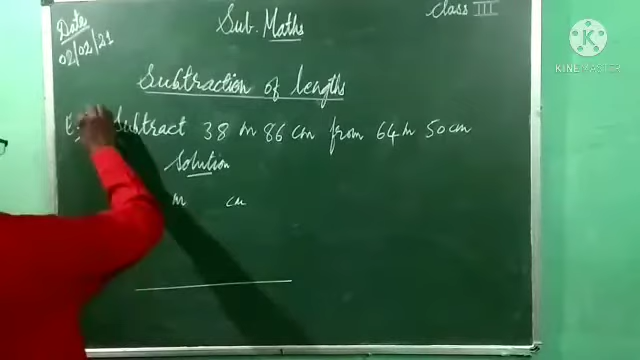 Date
02/02/21
Sub. Maths
Class III
KINEMASTER
Subtraction of lengths
Subtract 38 m 86 cm from 64 m 50 cm
Solution
m cm